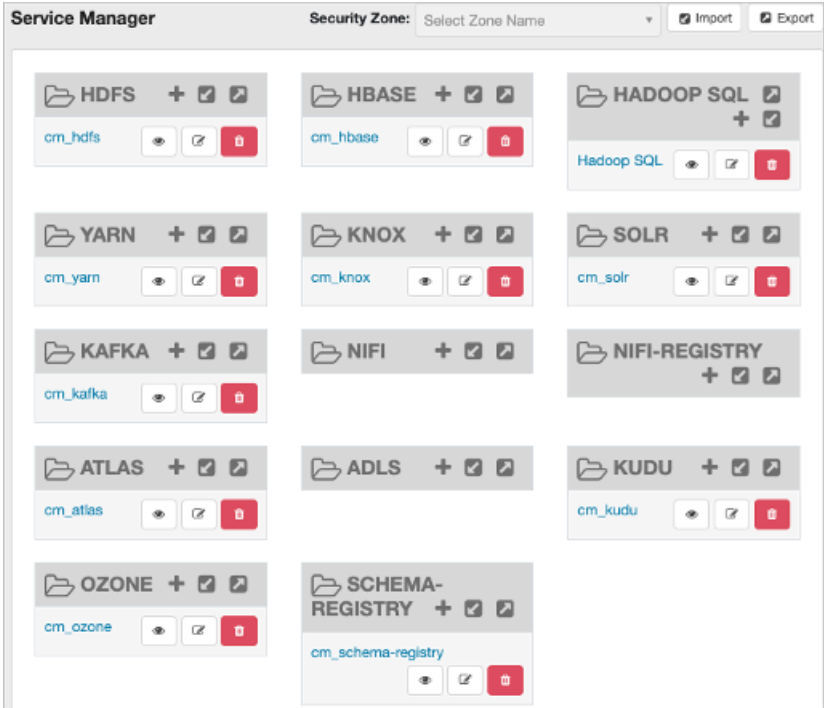 Service Manager
Security Zone: Select Zone Name Import Export
HDFS
cm_hdfs
HBASE
cm_hbase
HADOOP SQL
Hadoop SQL
YARN
cm_yarn
KNOX
cm_knox
SOLR
cm_solr
KAFKA
cm_kafka
NIFI
NIFI-REGISTRY
ATLAS
cm_atlas
ADLS
KUDU
cm_kudu
OZONE
cm_ozone
SCHEMA-
REGISTRY
cm_schema-registry